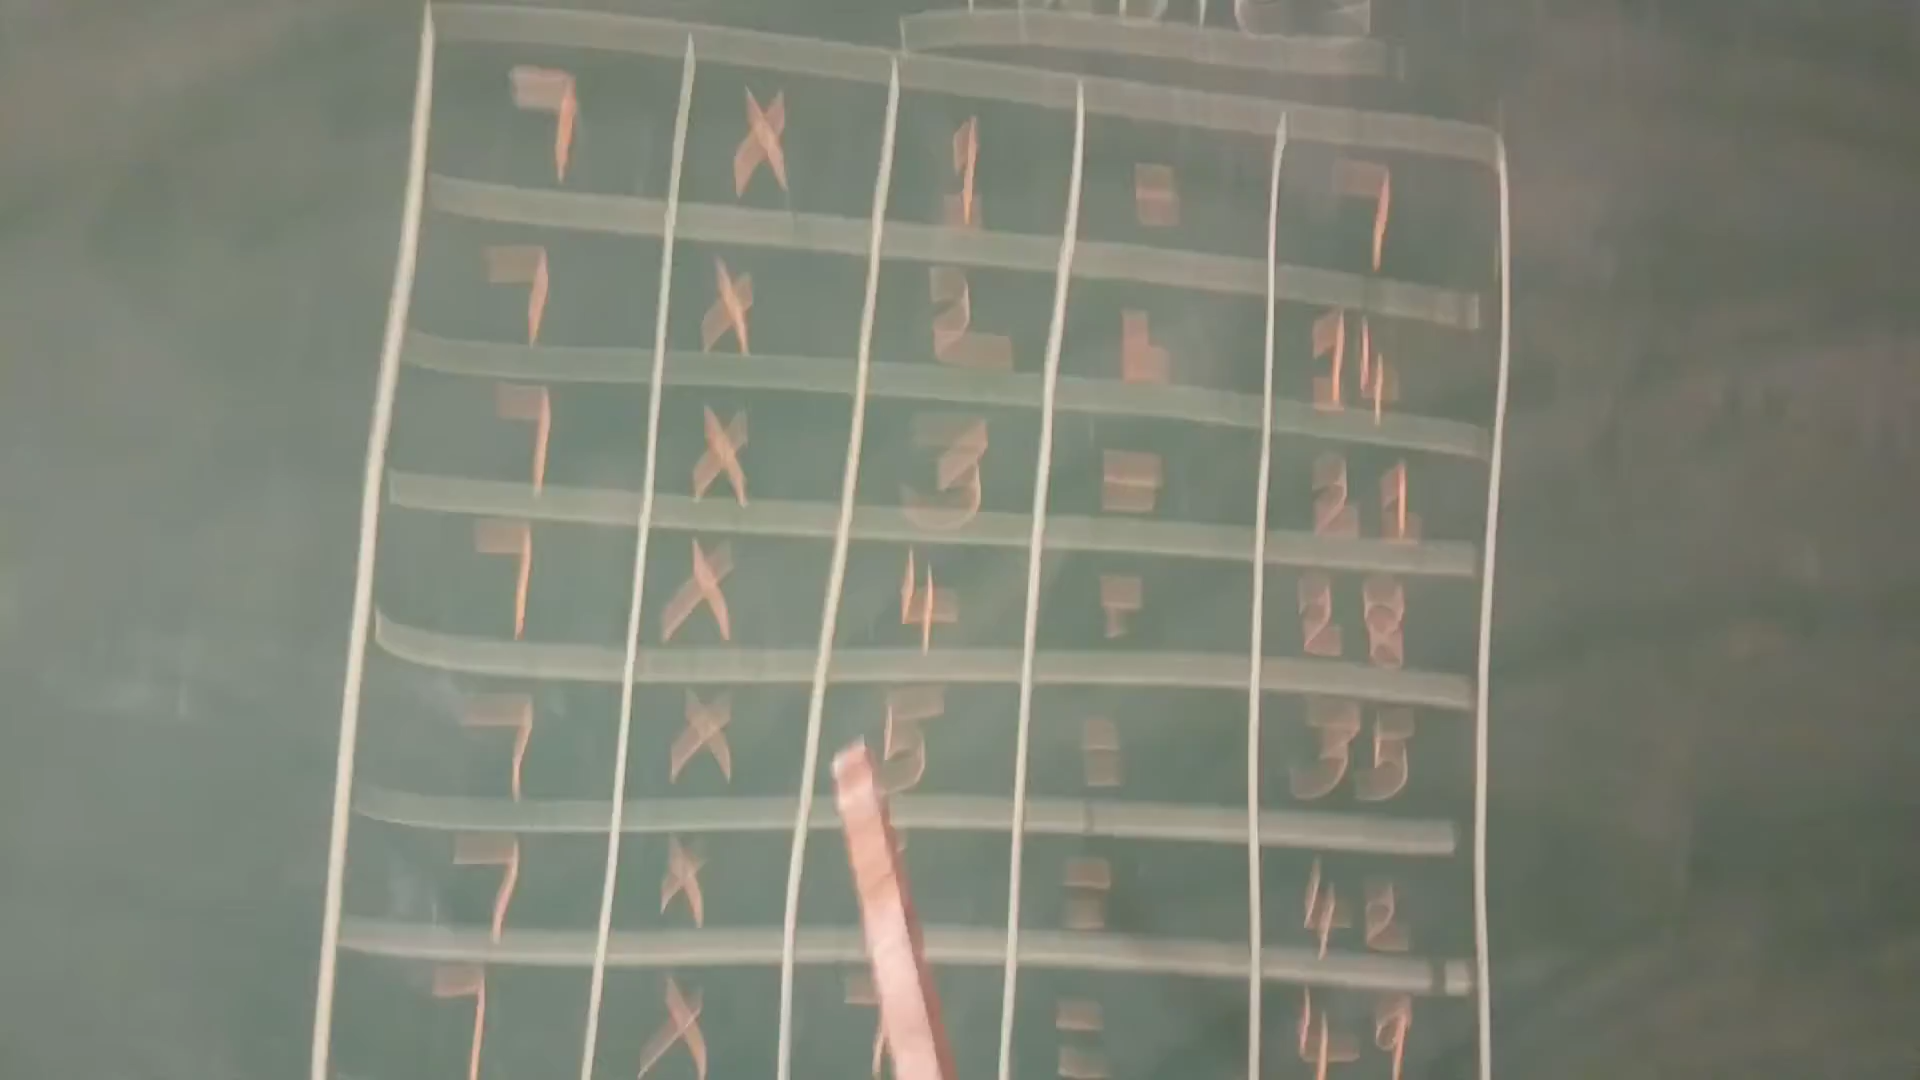 7 X 1 = 7
7 X 2 = 14
7 X 3 = 21
7 X 4 = 28
7 X 5 = 35
7 X = 42
7 X = 49